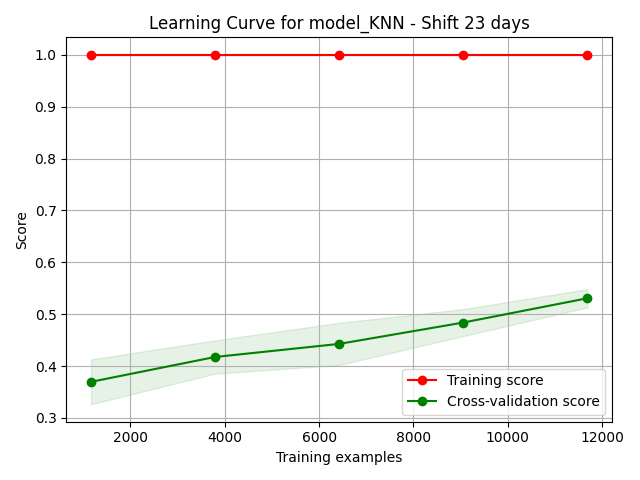 Learning Curve for model_KNN - Shift 23 days
Score
1.0
0.9
0.8
0.7
0.6
0.5
0.4
0.3
Training score
Cross-validation score
2000 4000 6000 8000 10000 12000
Training examples